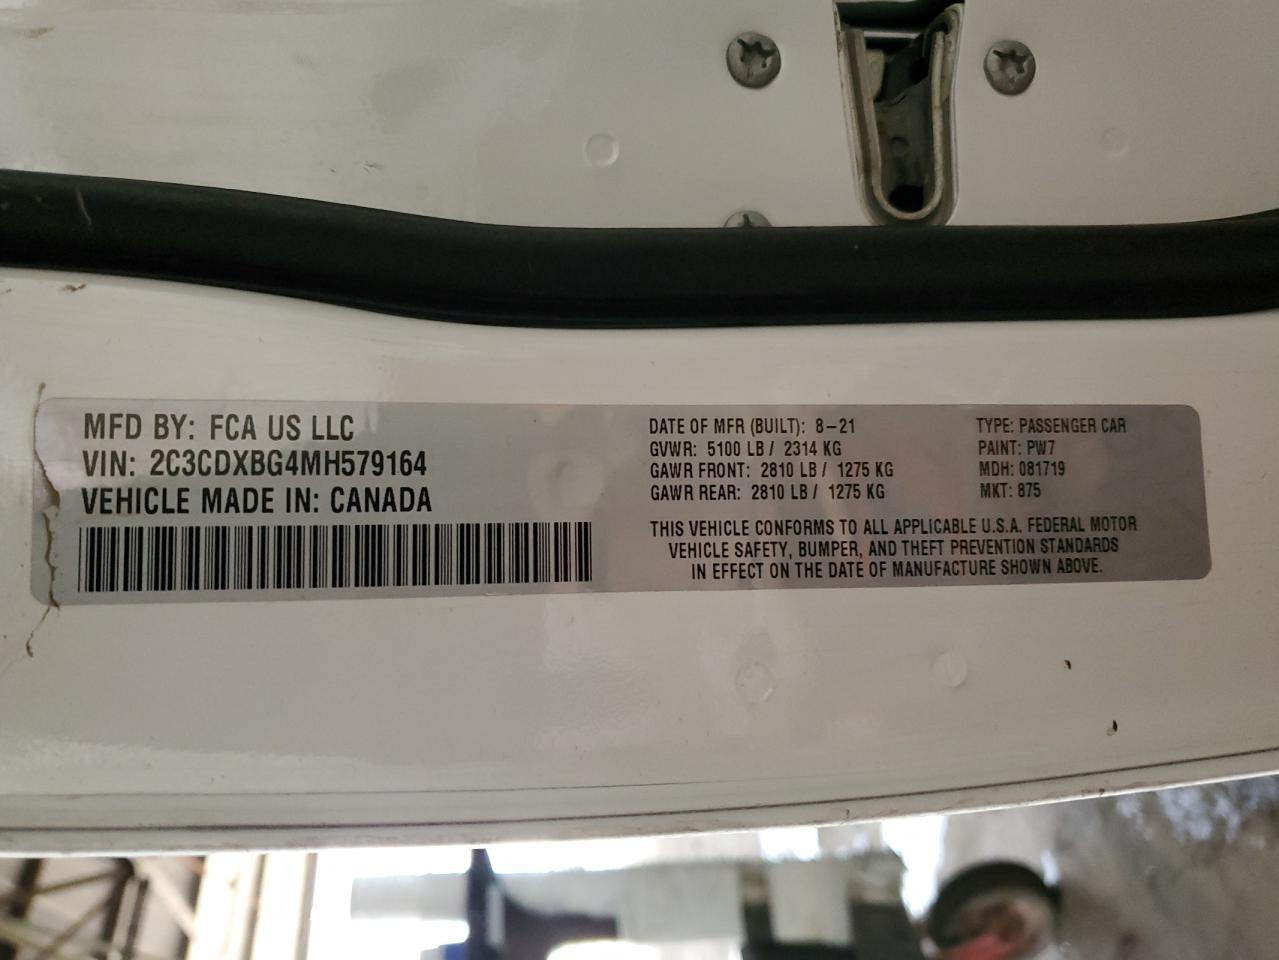 MFD BY: FCA US LLC
VIN: 2C3CDXBG4MH579164
VEHICLE MADE IN: CANADA
DATE OF MFR (BUILT): 8-21
GVWR: 5100 LB / 2314 KG
GAWR FRONT: 2810 LB / 1275 KG
GAWR REAR: 2810 LB / 1275 KG
TYPE: PASSENGER CAR
PAINT: PW7
MDH: 081719
MKT: 875
THIS VEHICLE CONFORMS TO ALL APPLICABLE U.S.A. FEDERAL MOTOR
VEHICLE SAFETY, BUMPER, AND THEFT PREVENTION STANDARDS
IN EFFECT ON THE DATE OF MANUFACTURE SHOWN ABOVE.